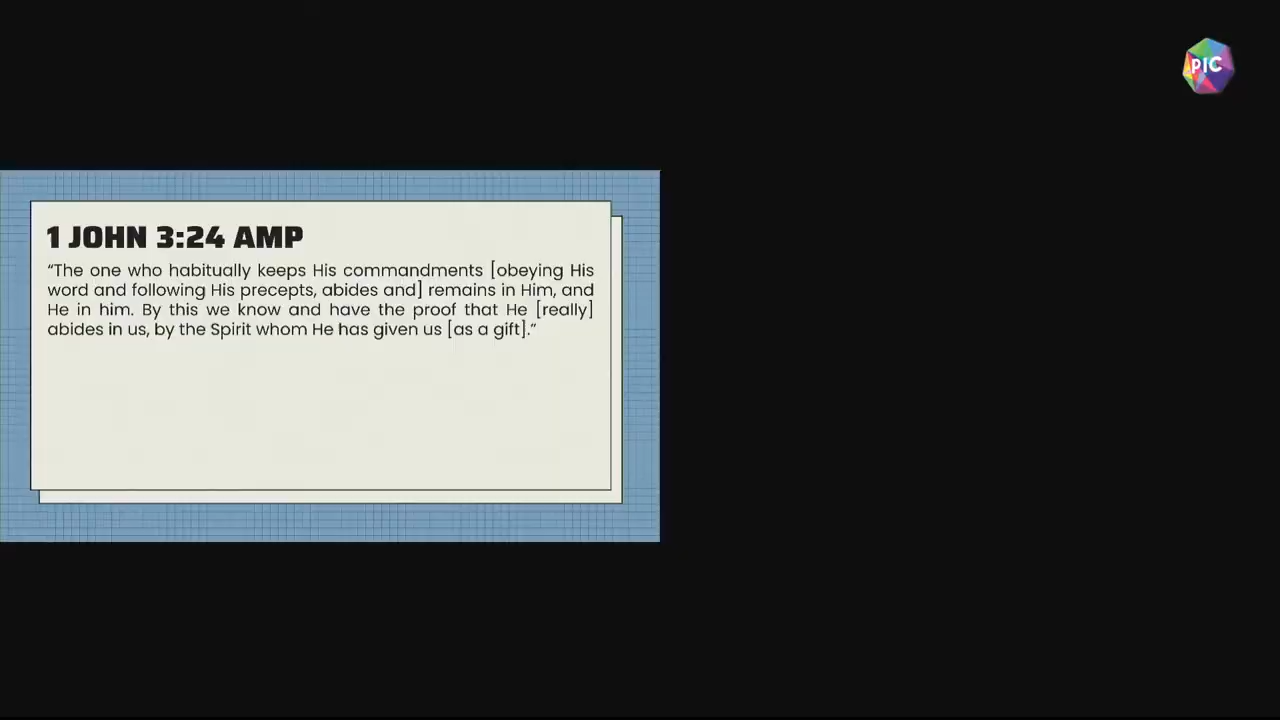 PIC
1 JOHN 3:24 AMP
“The one who habitually keeps His commandments [obeying His
word and following His precepts, abides and] remains in Him, and
He in him. By this we know and have the proof that He [really]
abides in us, by the Spirit whom He has given us [as a gift].”